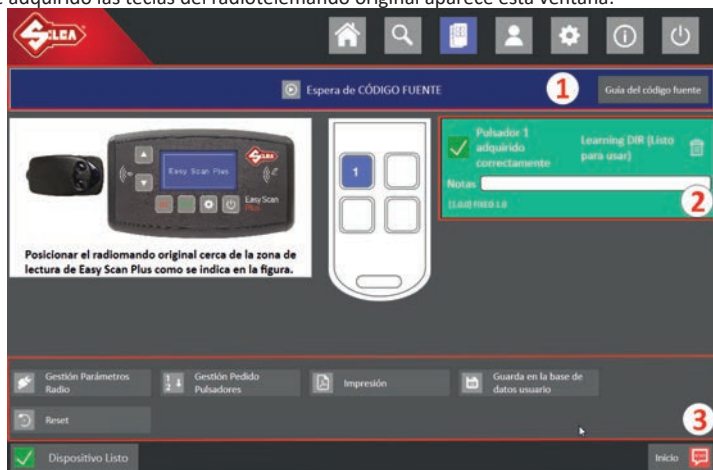 adquirido las teclas del radiotelemando original aparece esta ventana:
SILCA
Espera de CÓDIGO FUENTE
1
Guía del código fuente
SILCA
Easy Scan Plus
Easy Scan
Plus
Posicionar el radiomando original cerca de la zona de
lectura de Easy Scan Plus como se indica en la figura.
1
Pulsador 1
adquirido
correctamente
Learning DIR (Listo
para usar)
Notas
2
Gestión Parámetros
Radio
Gestión Pedido
Pulsadores
Impresión
Guarda en la base de
datos usuario
Reset
3
Dispositivo Listo
Inicio